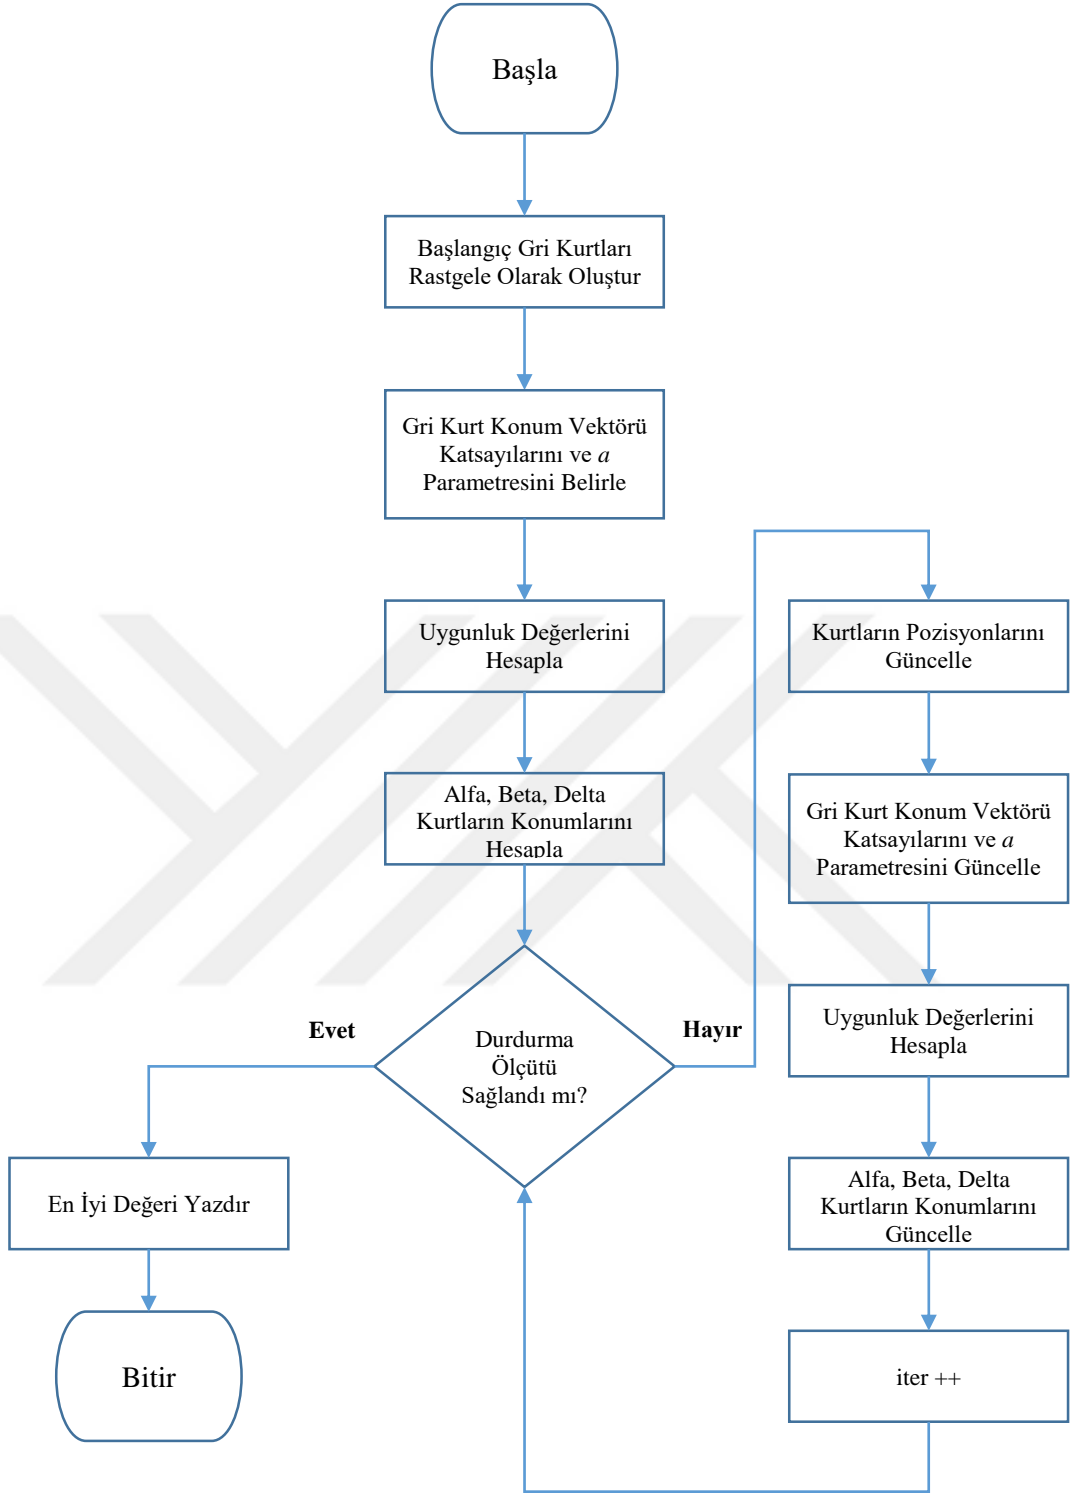 Başla
Başlangıç Gri Kurtları
Rastgele Olarak Oluştur
Gri Kurt Konum Vektörü
Katsayılarını ve a
Parametresini Belirle
Uygunluk Değerlerini
Hesapla
Alfa, Beta, Delta
Kurtların Konumlarını
Hesapla
Durdurma
Ölçütü
Sağlandı mı?
Evet
Hayır
En İyi Değeri Yazdır
Bitir
Kurtların Pozisyonlarını
Güncelle
Gri Kurt Konum Vektörü
Katsayılarını ve a
Parametresini Güncelle
Uygunluk Değerlerini
Hesapla
Alfa, Beta, Delta
Kurtların Konumlarını
Güncelle
iter ++